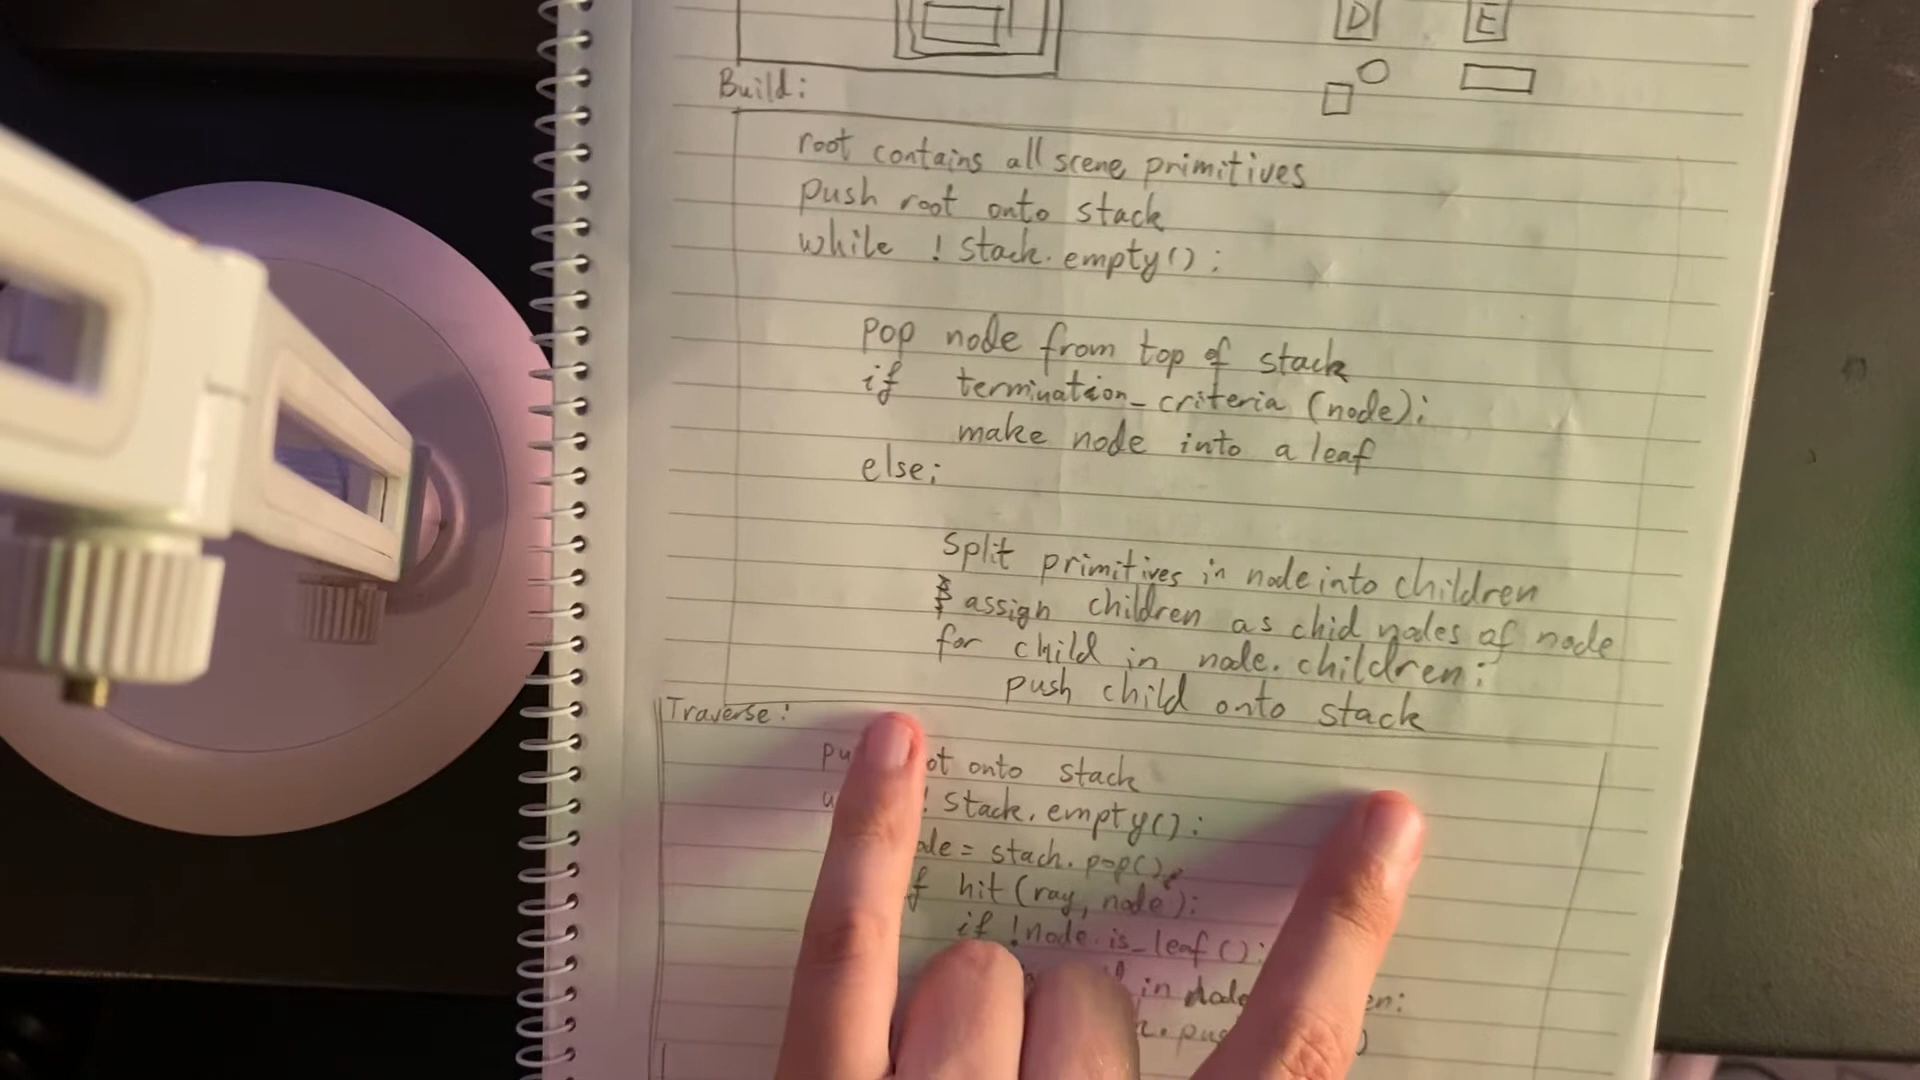 D E
Build:
root contains all scene primitives
push root onto stack
while ! stack.empty():
pop node from top of stack
if termination_criteria (node):
make node into a leaf
else:
split primitives in node into children
assign children as chid nodes of node
for child in node.children:
push child onto stack
Traverse:
onto stack
! stack.empty():
= stack.pop()
hit (ray, node):
if !node.is_leaf():
in